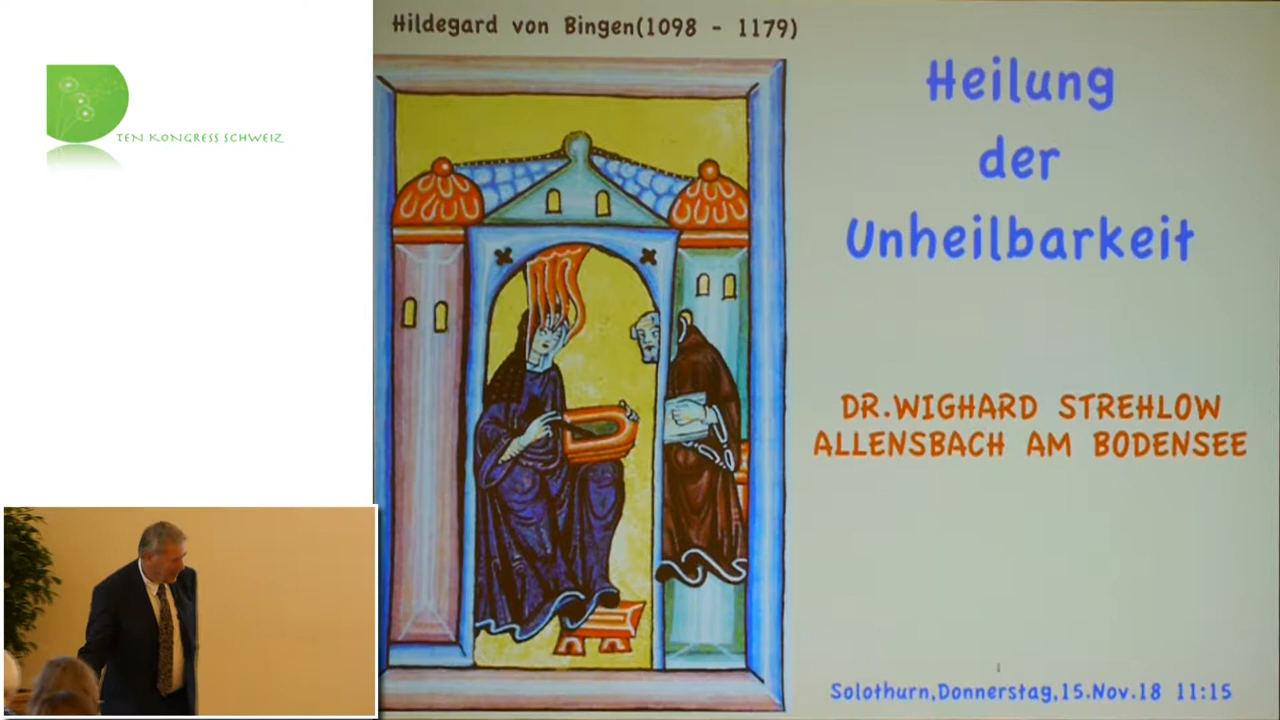 Hildegard von Bingen(1098 - 1179)
TEN KONGRESS SCHWEIZ
Heilung
der
Unheilbarkeit
DR.WIGHARD STREHLOW
ALLENSBACH AM BODENSEE
Solothurn,Donnerstag,15.Nov.18 11:15